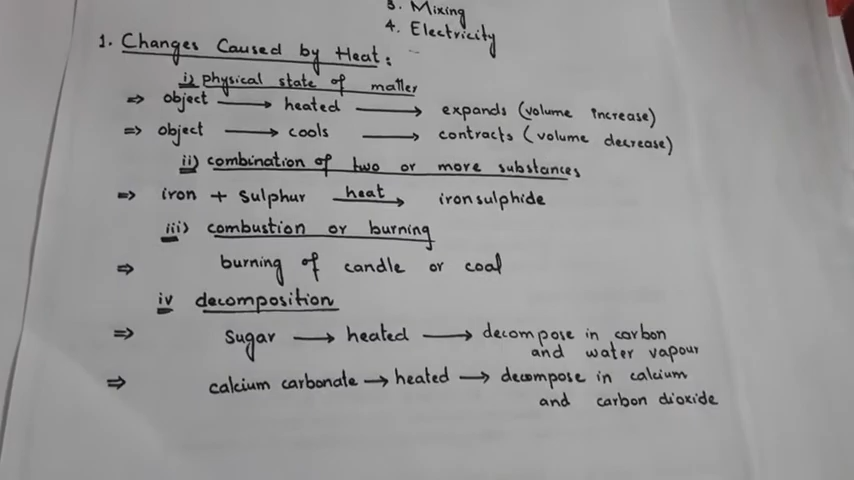 3. Mixing
4. Electricity
1. Changes Caused by Heat:
i) physical state of matter
⇒ object → heated → expands (volume increase)
⇒ object → cools → contracts (volume decrease)
ii) combination of two or more substances
⇒ iron + sulphur heat → iron sulphide
iii) combustion or burning
⇒ burning of candle or coal
iv decomposition
⇒ sugar → heated → decompose in carbon
and water vapour
⇒ calcium carbonate → heated → decompose in calcium
and carbon dioxide